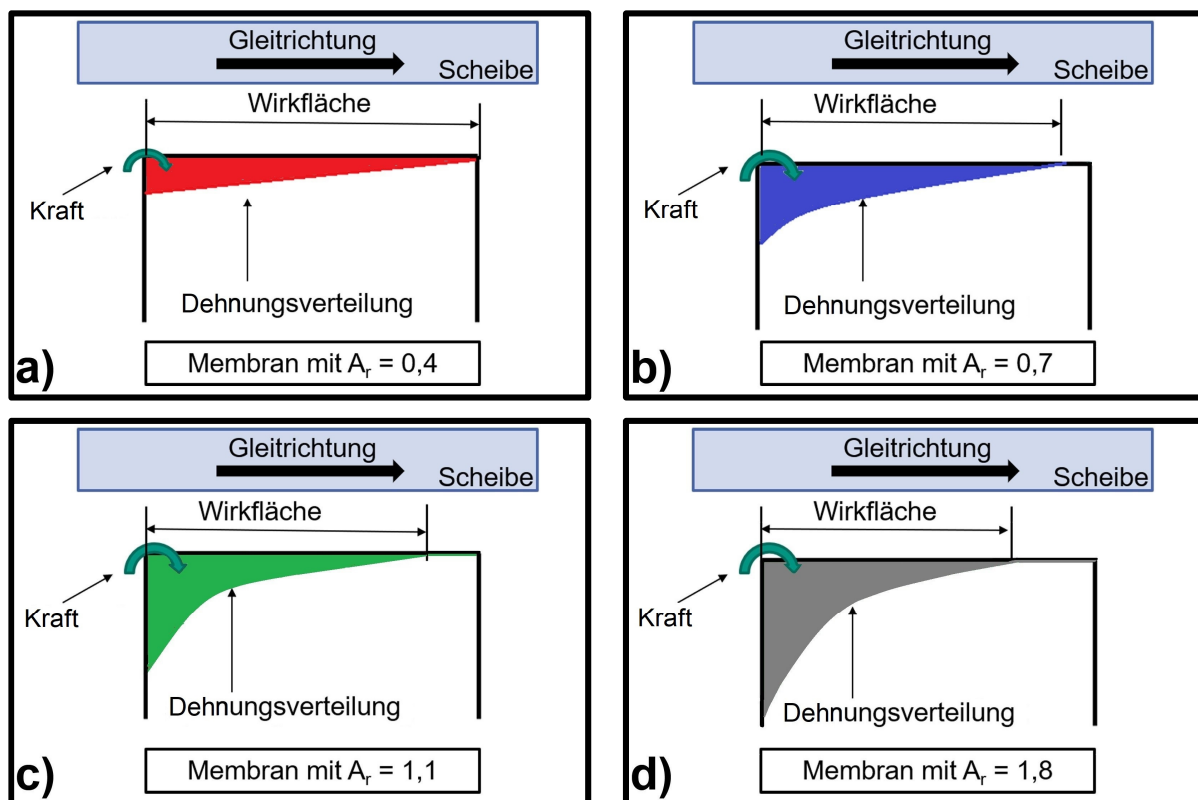 Gleitrichtung
Scheibe
Wirkfläche
Kraft
Dehnungsverteilung
a)
Membran mit Ar = 0,4
Gleitrichtung
Scheibe
Wirkfläche
Kraft
Dehnungsverteilung
b)
Membran mit Ar = 0,7
Gleitrichtung
Scheibe
Wirkfläche
Kraft
Dehnungsverteilung
c)
Membran mit Ar = 1,1
Gleitrichtung
Scheibe
Wirkfläche
Kraft
Dehnungsverteilung
d)
Membran mit Ar = 1,8